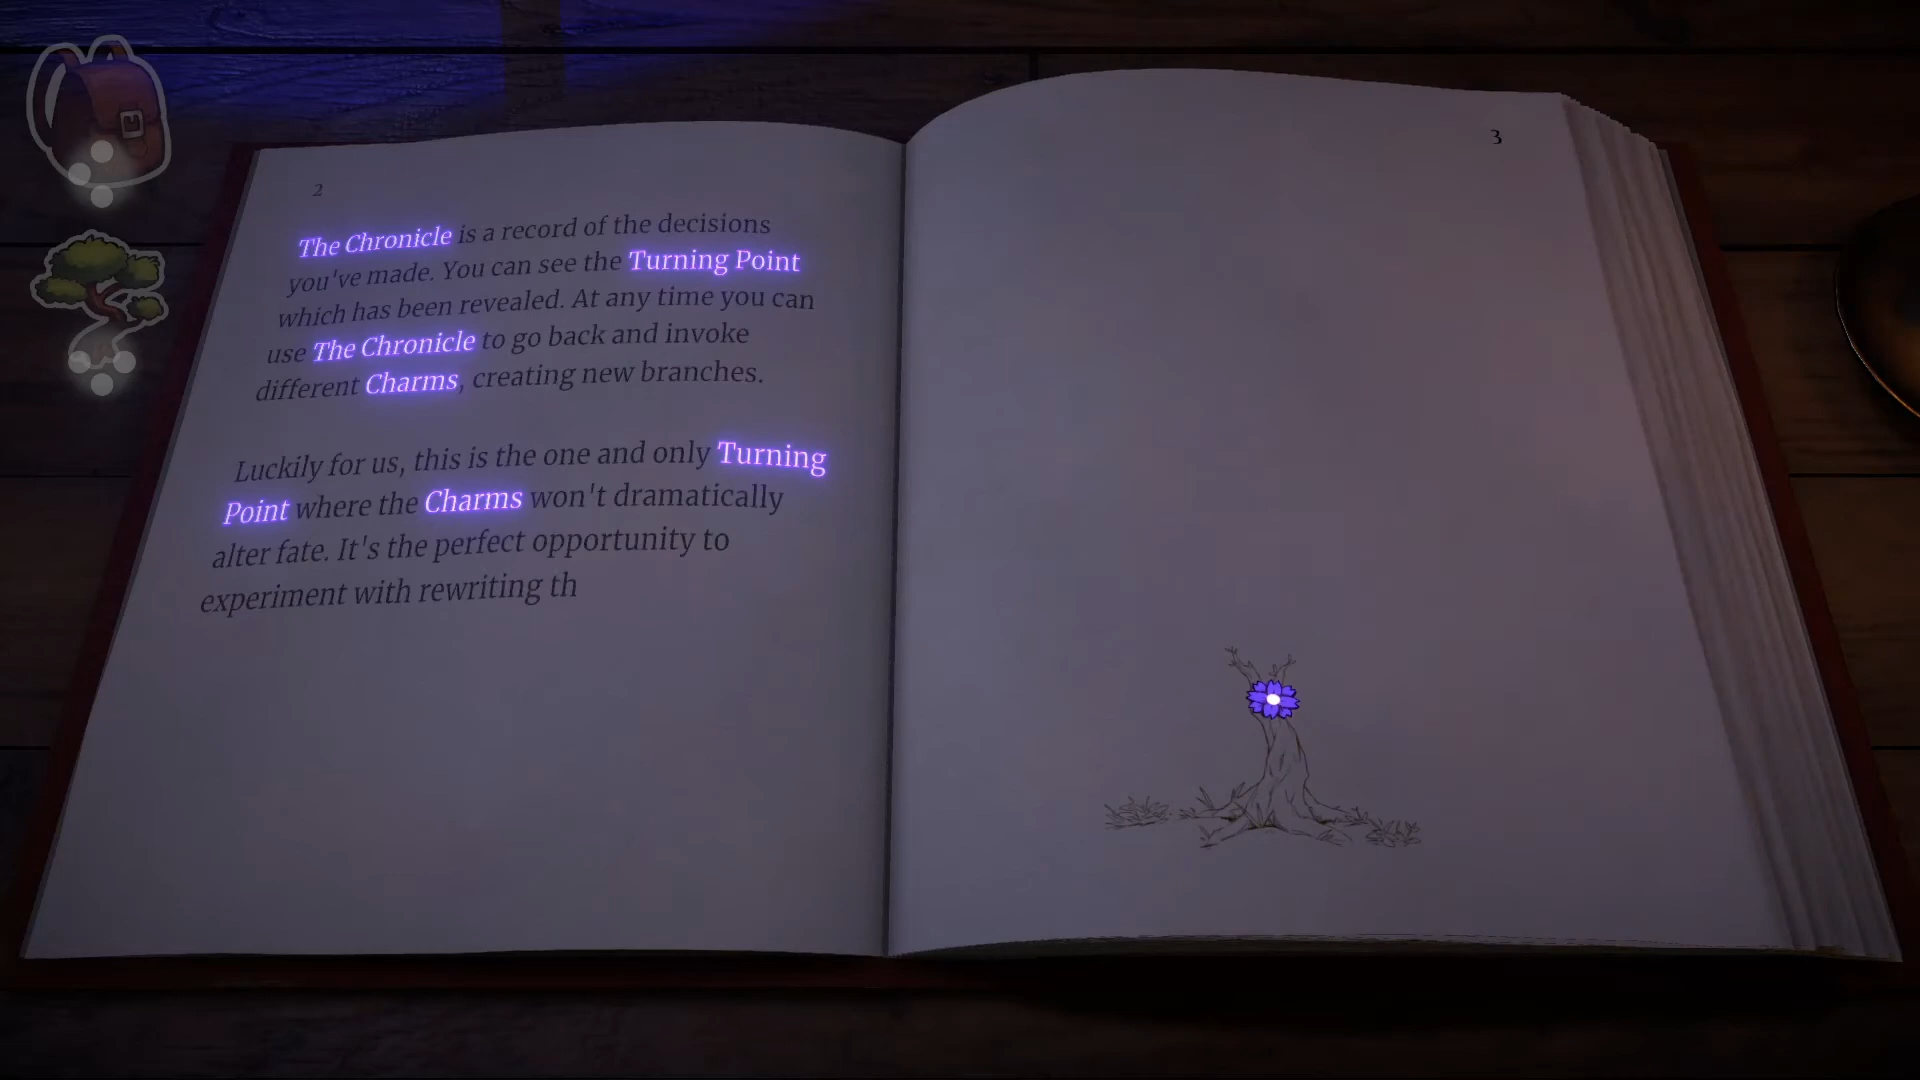 2
The Chronicle is a record of the decisions
you've made. You can see the Turning Point
which has been revealed. At any time you can
use The Chronicle to go back and invoke
different Charms, creating new branches.
Luckily for us, this is the one and only Turning
Point where the Charms won't dramatically
alter fate. It's the perfect opportunity to
experiment with rewriting th
3